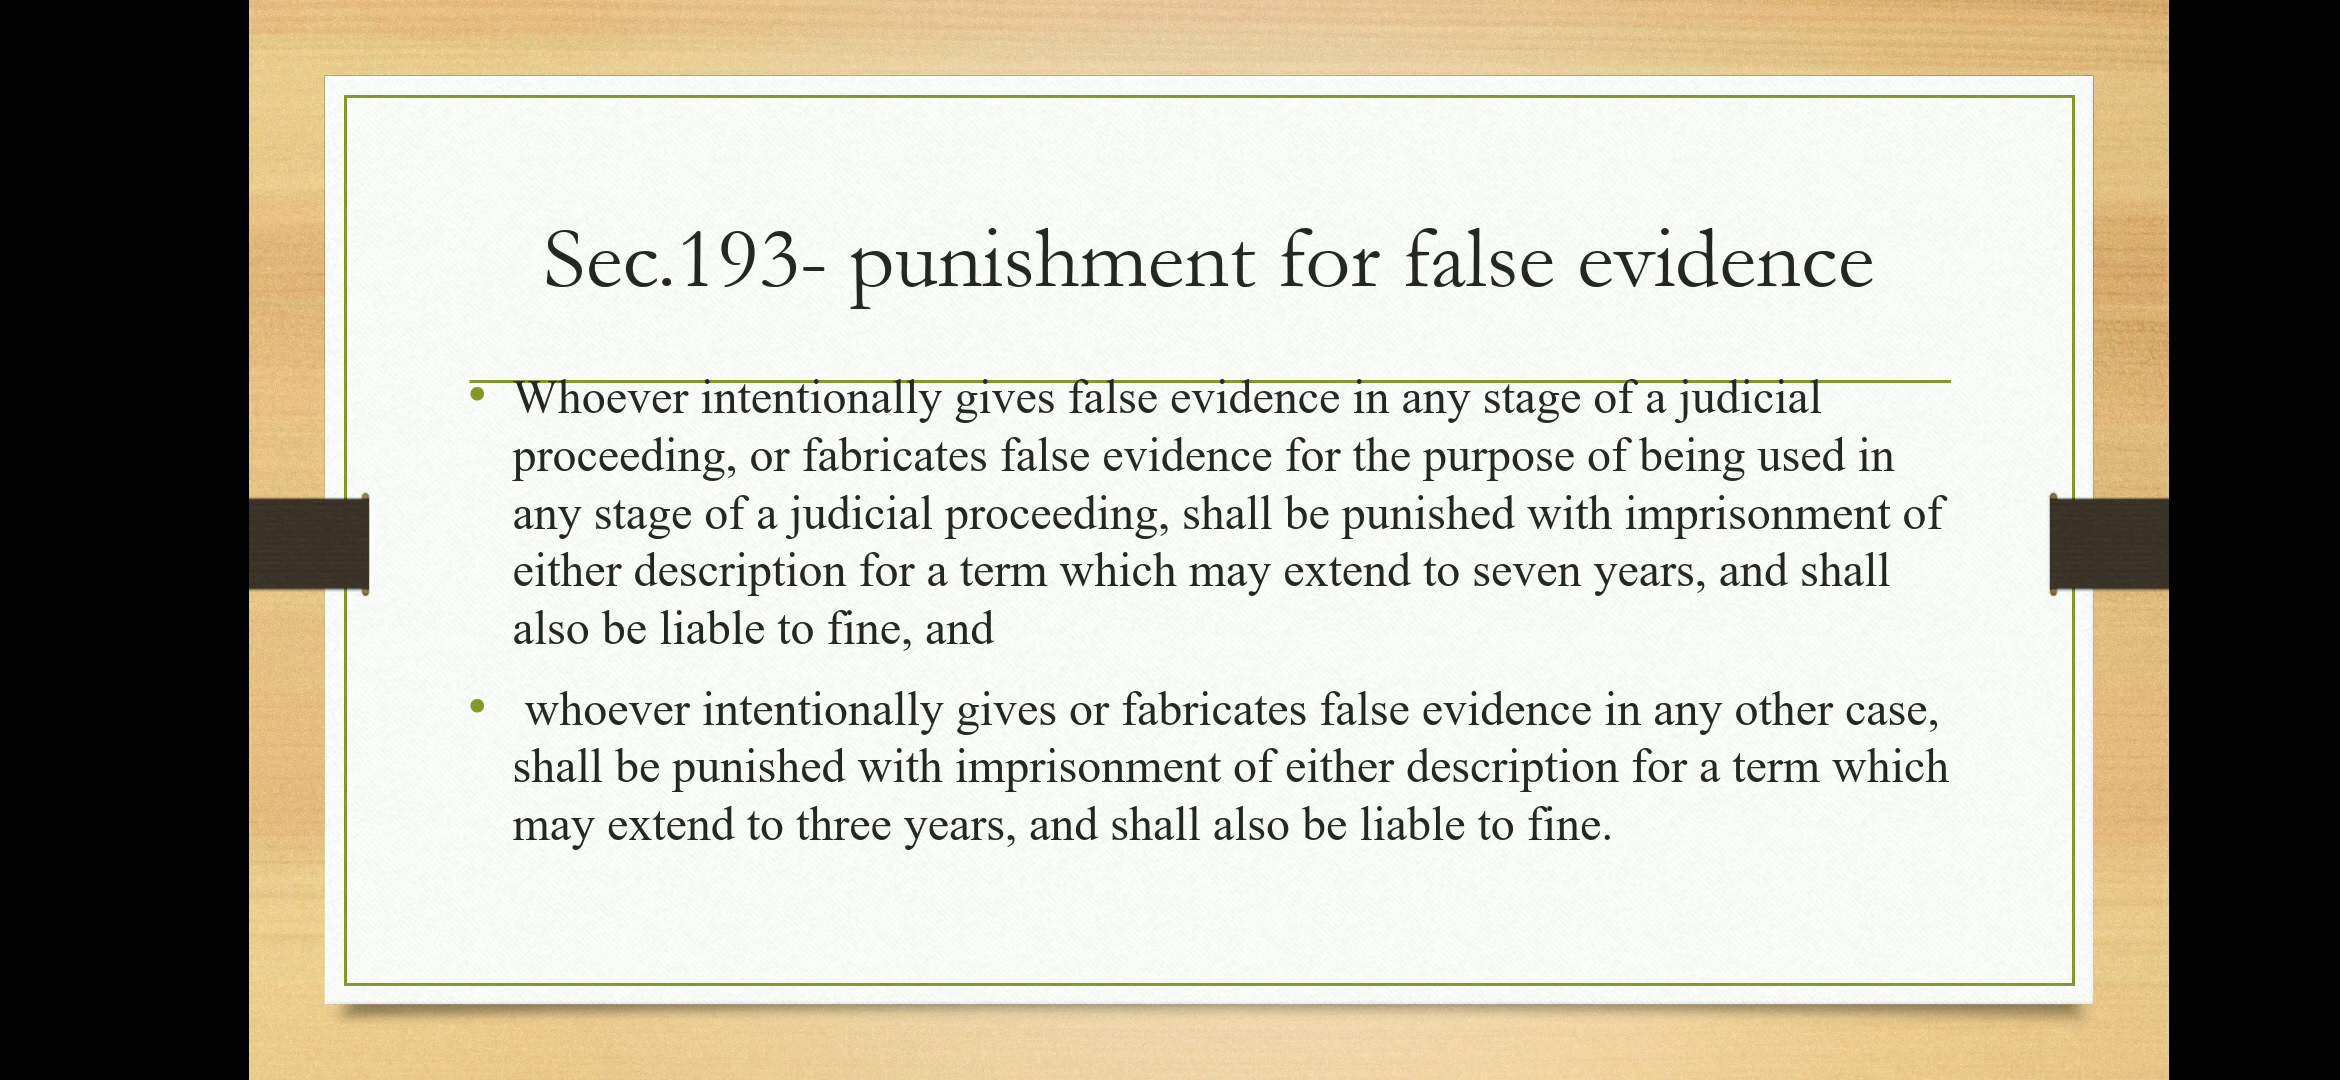 Sec.193- punishment for false evidence
• Whoever intentionally gives false evidence in any stage of a judicial
proceeding, or fabricates false evidence for the purpose of being used in
any stage of a judicial proceeding, shall be punished with imprisonment of
either description for a term which may extend to seven years, and shall
also be liable to fine, and
• whoever intentionally gives or fabricates false evidence in any other case,
shall be punished with imprisonment of either description for a term which
may extend to three years, and shall also be liable to fine.